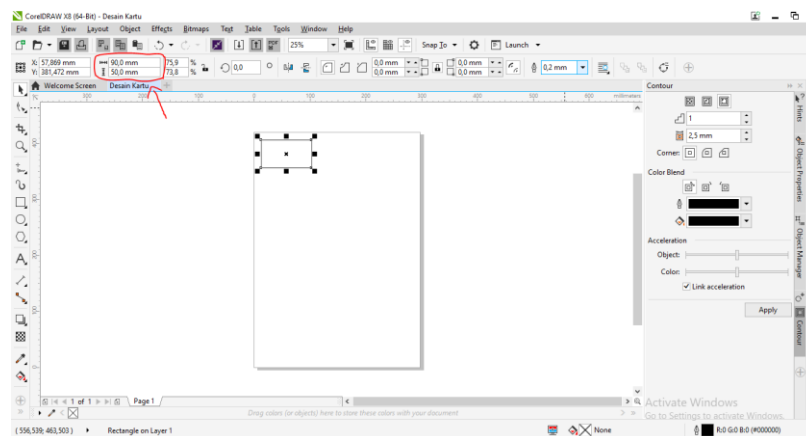 CorelDRAW X8 (64-Bit) - Desain Kartu
File Edit View Layout Object Effects Bitmaps Text Table Tools Window Help
25% Snap To Launch
X: 57,869 mm 90,0 mm 75,9 %
Y: 381,472 mm 50,0 mm 73,8 %
0,0
0,0 mm 0,0 mm
0,0 mm 0,0 mm
0,2 mm
Welcome Screen Desain Kartu
millimeters
Contour
1
2,5 mm
Corner:
Color Blend
Acceleration
Object:
Color:
Link acceleration
Apply
Hints
Object Properties
Object Manager
Contour
1 of 1 Page 1
Drag colors (or objects) here to store these colors with your document
Activate Windows
Go to Settings to activate Windows.
( 556,539; 463,503 ) Rectangle on Layer 1 None R:0 G:0 B:0 (#000000)